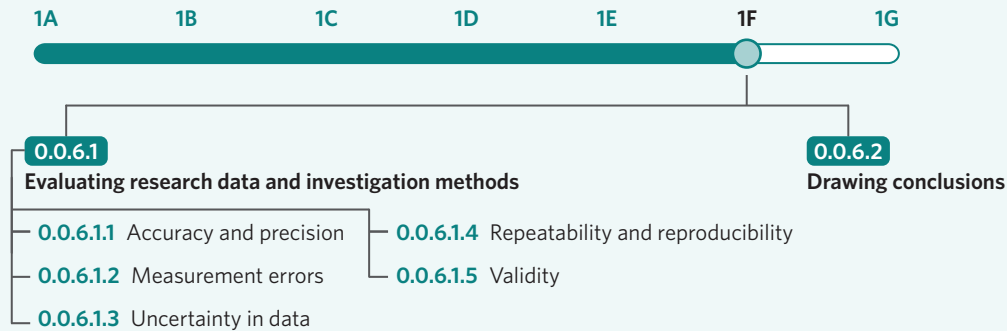 1A 1B 1C 1D 1E 1F 1G
0.0.6.1
Evaluating research data and investigation methods
0.0.6.1.1 Accuracy and precision
0.0.6.1.2 Measurement errors
0.0.6.1.3 Uncertainty in data
0.0.6.1.4 Repeatability and reproducibility
0.0.6.1.5 Validity
0.0.6.2
Drawing conclusions